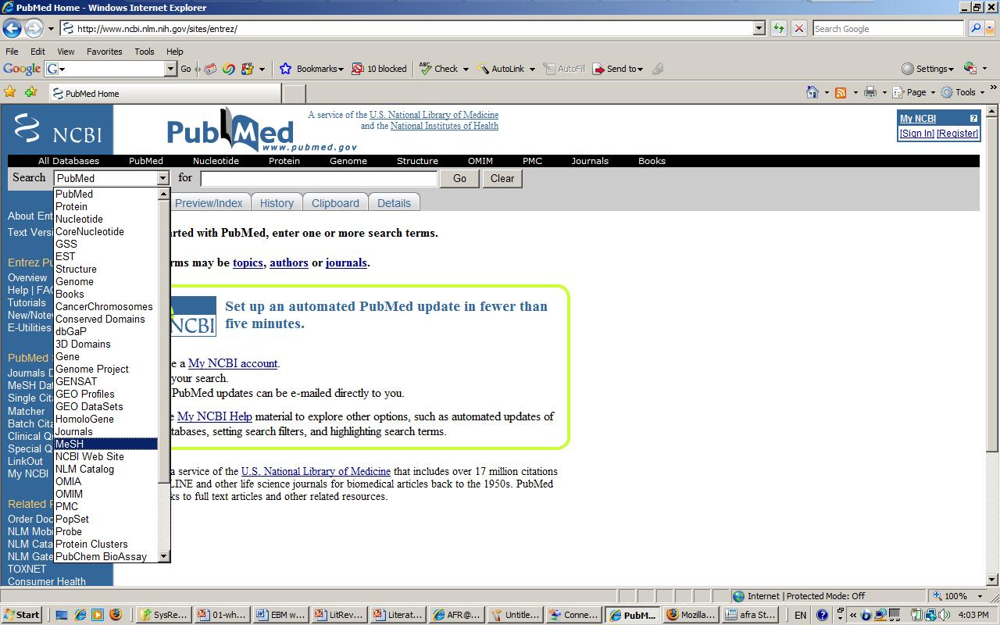 PubMed Home - Windows Internet Explorer
http://www.ncbi.nlm.nih.gov/sites/entrez/
Search Google
File Edit View Favorites Tools Help
Google G Go Bookmarks 10 blocked Check AutoLink AutoFill Send to Settings
PubMed Home Page Tools
NCBI
PubMed
www.pubmed.gov
A service of the U.S. National Library of Medicine
and the National Institutes of Health
My NCBI ?
[Sign In] [Register]
All Databases PubMed Nucleotide Protein Genome Structure OMIM PMC Journals Books
Search PubMed for Go Clear
Preview/Index History Clipboard Details
PubMed
Protein
Nucleotide
CoreNucleotide
GSS
EST
Structure
Genome
Books
CancerChromosomes
Conserved Domains
dbGaP
3D Domains
Gene
Genome Project
GENSAT
GEO Profiles
GEO DataSets
HomoloGene
Journals
MeSH
NCBI Web Site
NLM Catalog
OMIA
OMIM
PMC
PopSet
Probe
Protein Clusters
PubChem BioAssay
About Ent
Text Versi
Entrez Pu
Overview
Help | FAQ
Tutorials
New/Notew
E-Utilities
PubMed
Journals D
MeSH Dat
Single Cita
Matcher
Batch Cita
Clinical Qu
Special Q
LinkOut
My NCBI
Related
Order Doc
NLM Mobi
NLM Cata
NLM Gate
TOXNET
Consumer Health
arted with PubMed, enter one or more search terms.
rms may be topics, authors or journals.
NCBI
Set up an automated PubMed update in fewer than
five minutes.
e a My NCBI account.
your search.
PubMed updates can be e-mailed directly to you.
e My NCBI Help material to explore other options, such as automated updates of
tabases, setting search filters, and highlighting search terms.
a service of the U.S. National Library of Medicine that includes over 17 million citations
LINE and other life science journals for biomedical articles back to the 1950s. PubMed
ks to full text articles and other related resources.
Internet | Protected Mode: Off 100%
Start SysRe... 01-wh... EBM w... LitRev... Literat... AFR@... Untitle... Conne... PubM... Mozilla... afra St... EN 4:03 PM